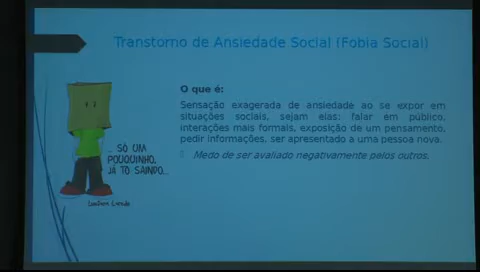 Transtorno de Ansiedade Social (Fobia Social)
O que é:
Sensação exagerada de ansiedade ao se expor em
situações sociais, sejam elas: falar em público,
interações mais formais, exposição de um pensamento,
pedir informações, ser apresentado a uma pessoa nova.
Medo de ser avaliado negativamente pelos outros.
.. SÓ UM
POUQUINHO,
JÁ TÔ SAINDO...